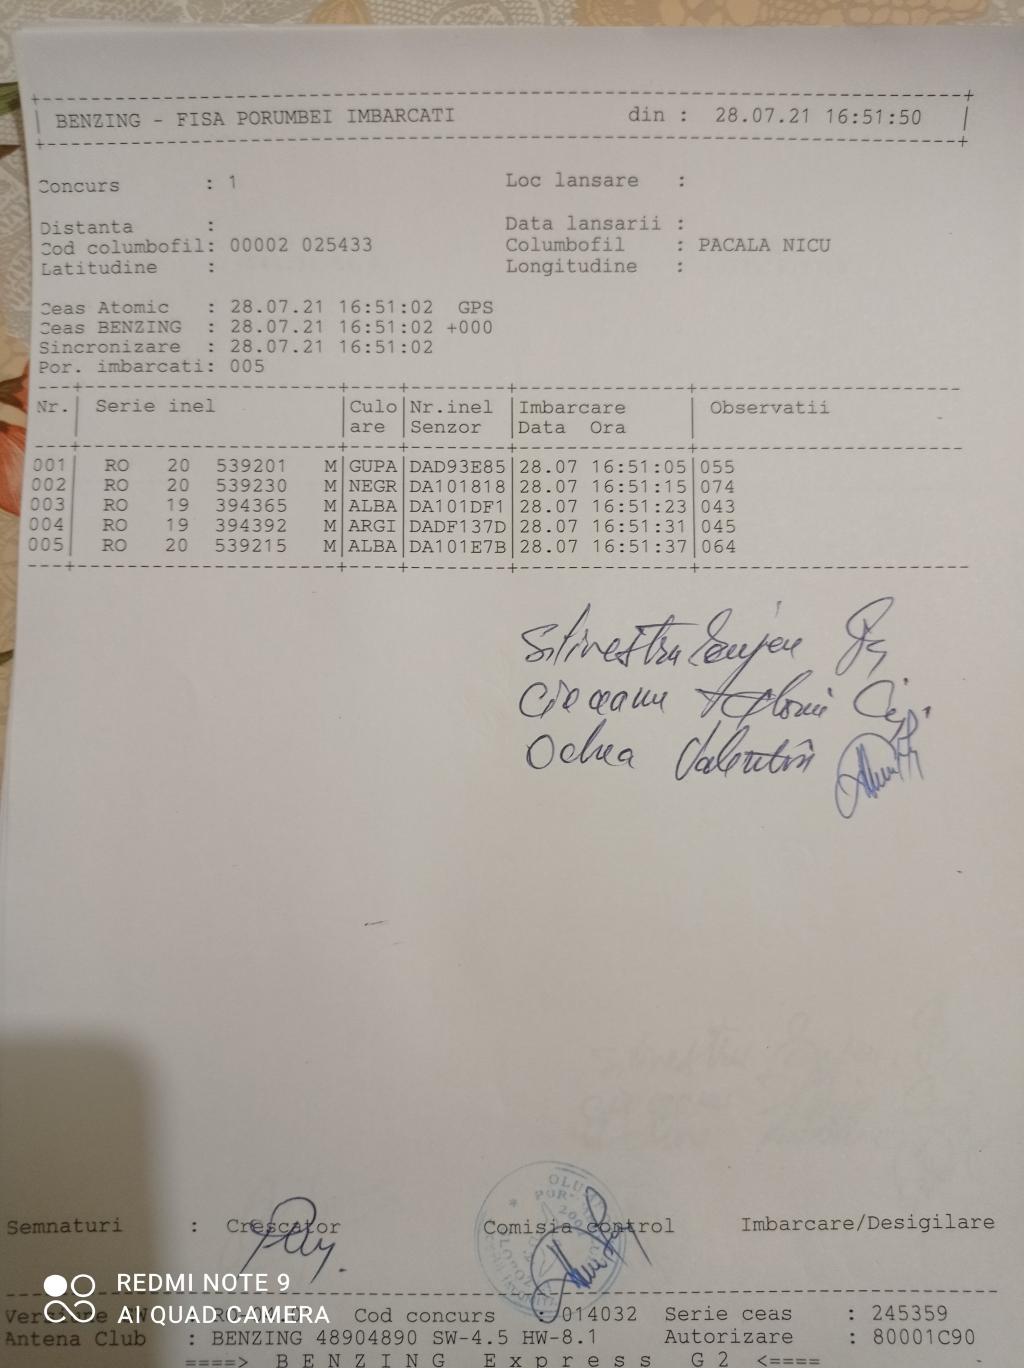 BENZING - FISA PORUMBEI IMBARCATI din : 28.07.21 16:51:50
Concurs : 1 Loc lansare :
Distanta : Data lansarii :
Cod columbofil: 00002 025433 Columbofil : PACALA NICU
Latitudine : Longitudine :
Ceas Atomic : 28.07.21 16:51:02 GPS
Ceas BENZING : 28.07.21 16:51:02 +000
Sincronizare : 28.07.21 16:51:02
Por. imbarcati: 005
Nr. Serie inel Culo Nr.inel Imbarcare Observatii
are Senzor Data Ora
001 RO 20 539201 M GUPA DAD93E85 28.07 16:51:05 055
002 RO 20 539230 M NEGR DA101818 28.07 16:51:15 074
003 RO 19 394365 M ALBA DA101DF1 28.07 16:51:23 043
004 RO 19 394392 M ARGI DADF137D 28.07 16:51:31 045
005 RO 20 539215 M ALBA DA101E7B 28.07 16:51:37 064
Silvestru
Ochea Valentin
Semnaturi : Crescator Comisia control Imbarcare/Desigilare
REDMI NOTE 9
AI QUAD CAMERA
Cod concurs : 014032 Serie ceas : 245359
Antena Club : BENZING 48904890 SW-4.5 HW-8.1 Autorizare : 80001C90
====> B E N Z I N G E x p r e s s G 2 <====